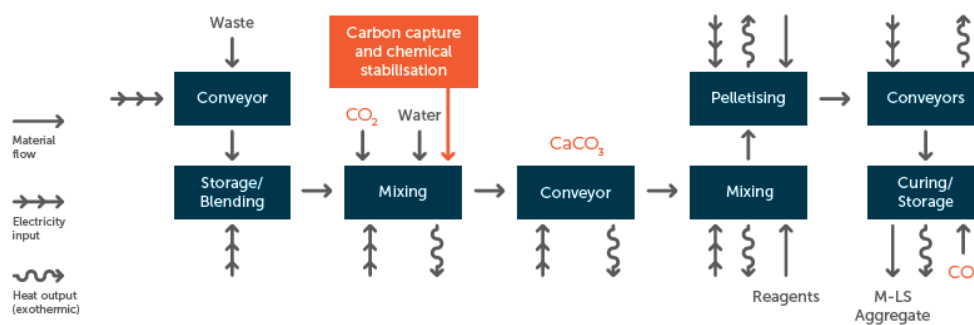 Waste
Carbon capture
and chemical
stabilisation
Conveyor
Pelletising
Conveyors
CO₂
Water
CaCO₃
Material
flow
Storage/
Blending
Mixing
Conveyor
Mixing
Curing/
Storage
Electricity
input
Heat output
(exothermic)
Reagents
M-LS
Aggregate
CO